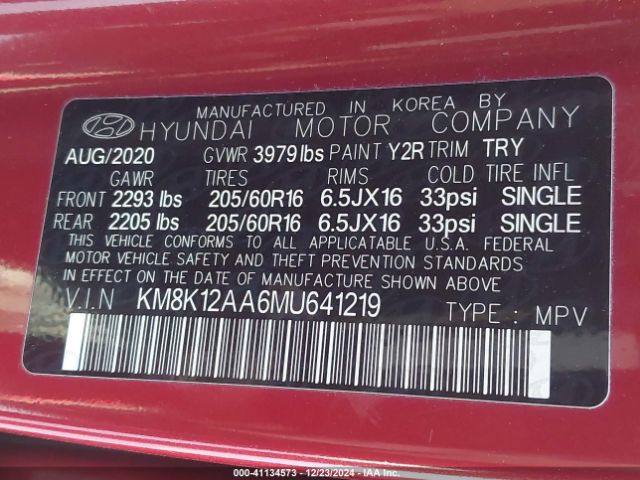 MANUFACTURED IN KOREA BY
HYUNDAI MOTOR COMPANY
AUG/2020 GVWR 3979 lbs PAINT Y2R TRIM TRY
GAWR TIRES RIMS COLD TIRE INFL
FRONT 2293 lbs 205/60R16 6.5JX16 33psi SINGLE
REAR 2205 lbs 205/60R16 6.5JX16 33psi SINGLE
THIS VEHICLE CONFORMS TO ALL APPLICABLE U.S.A. FEDERAL
MOTOR VEHICLE SAFETY AND THEFT PREVENTION STANDARDS
IN EFFECT ON THE DATE OF MANUFACTURE SHOWN ABOVE
V.I.N KM8K12AA6MU641219 TYPE : MPV
000-41134573 - 12/23/2024 - IAA Inc.